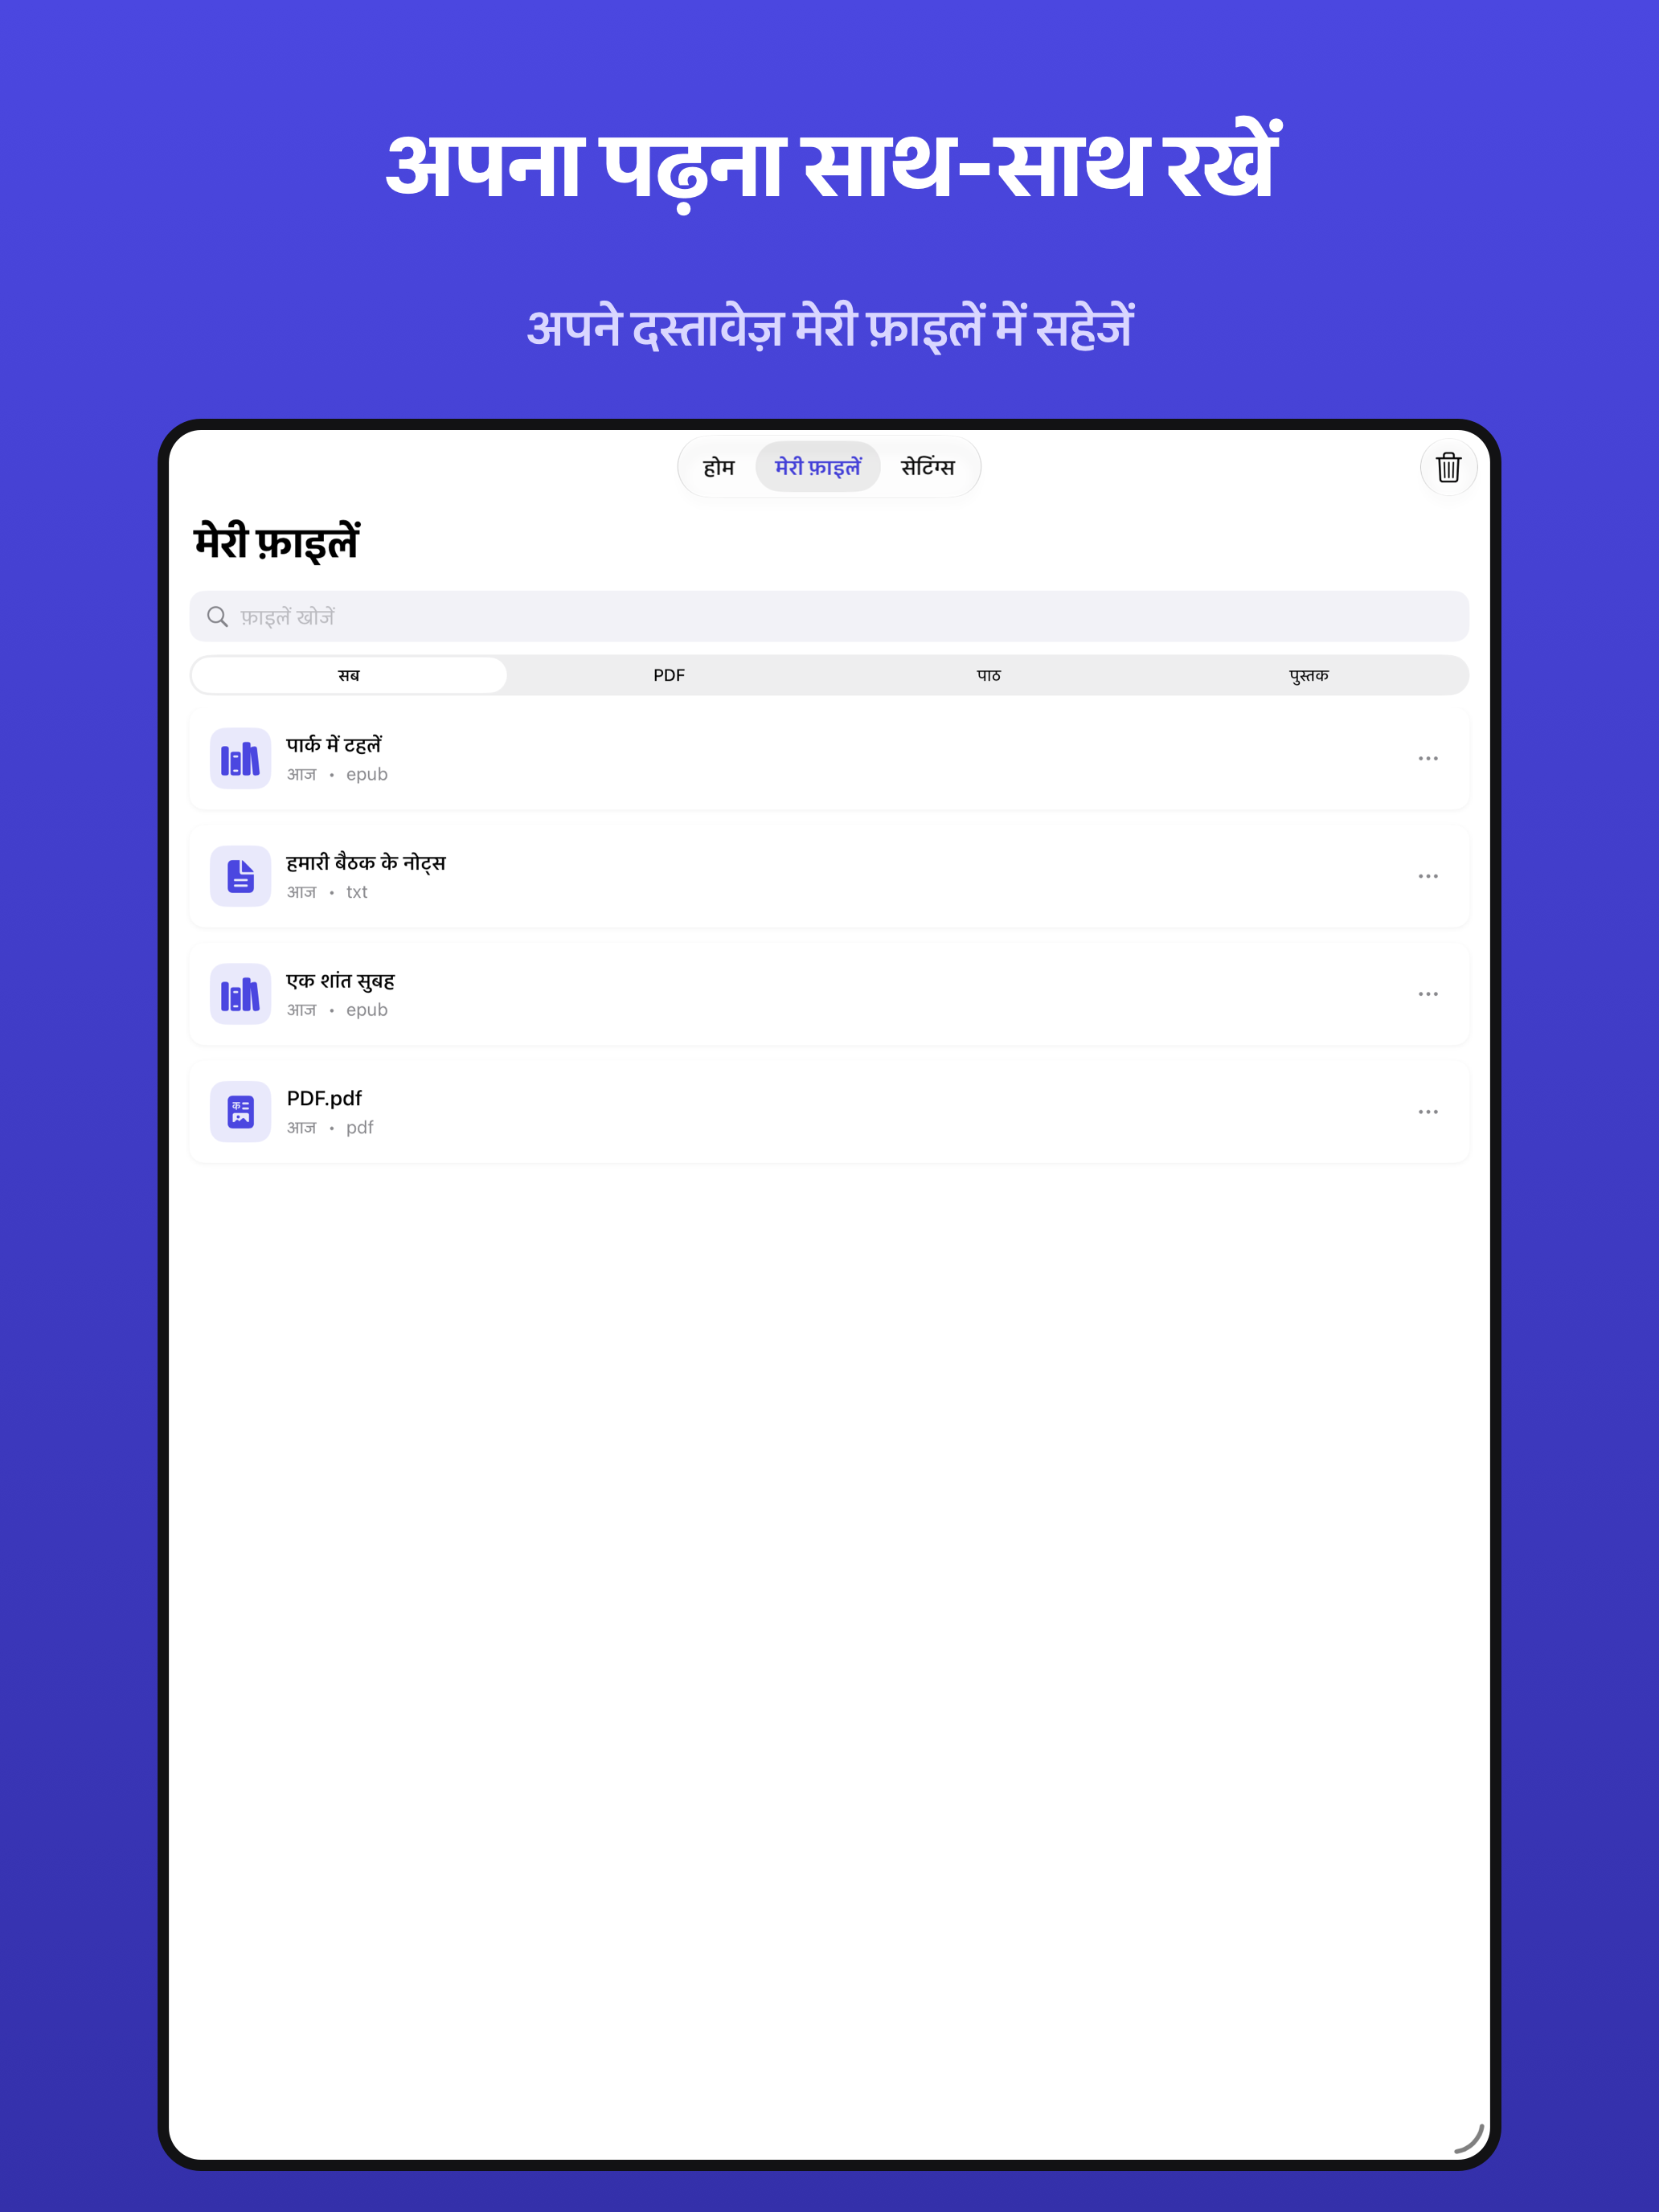 अपना पढ़ना साथ-साथ रखें
अपने दस्तावेज़ मेरी फ़ाइलें में सहेजें
होम मेरी फ़ाइलें सेटिंग्स
मेरी फ़ाइलें
फ़ाइलें खोजें
सब PDF पाठ पुस्तक
पार्क में टहलें
आज • epub
हमारी बैठक के नोट्स
आज • txt
एक शांत सुबह
आज • epub
क
PDF.pdf
आज • pdf